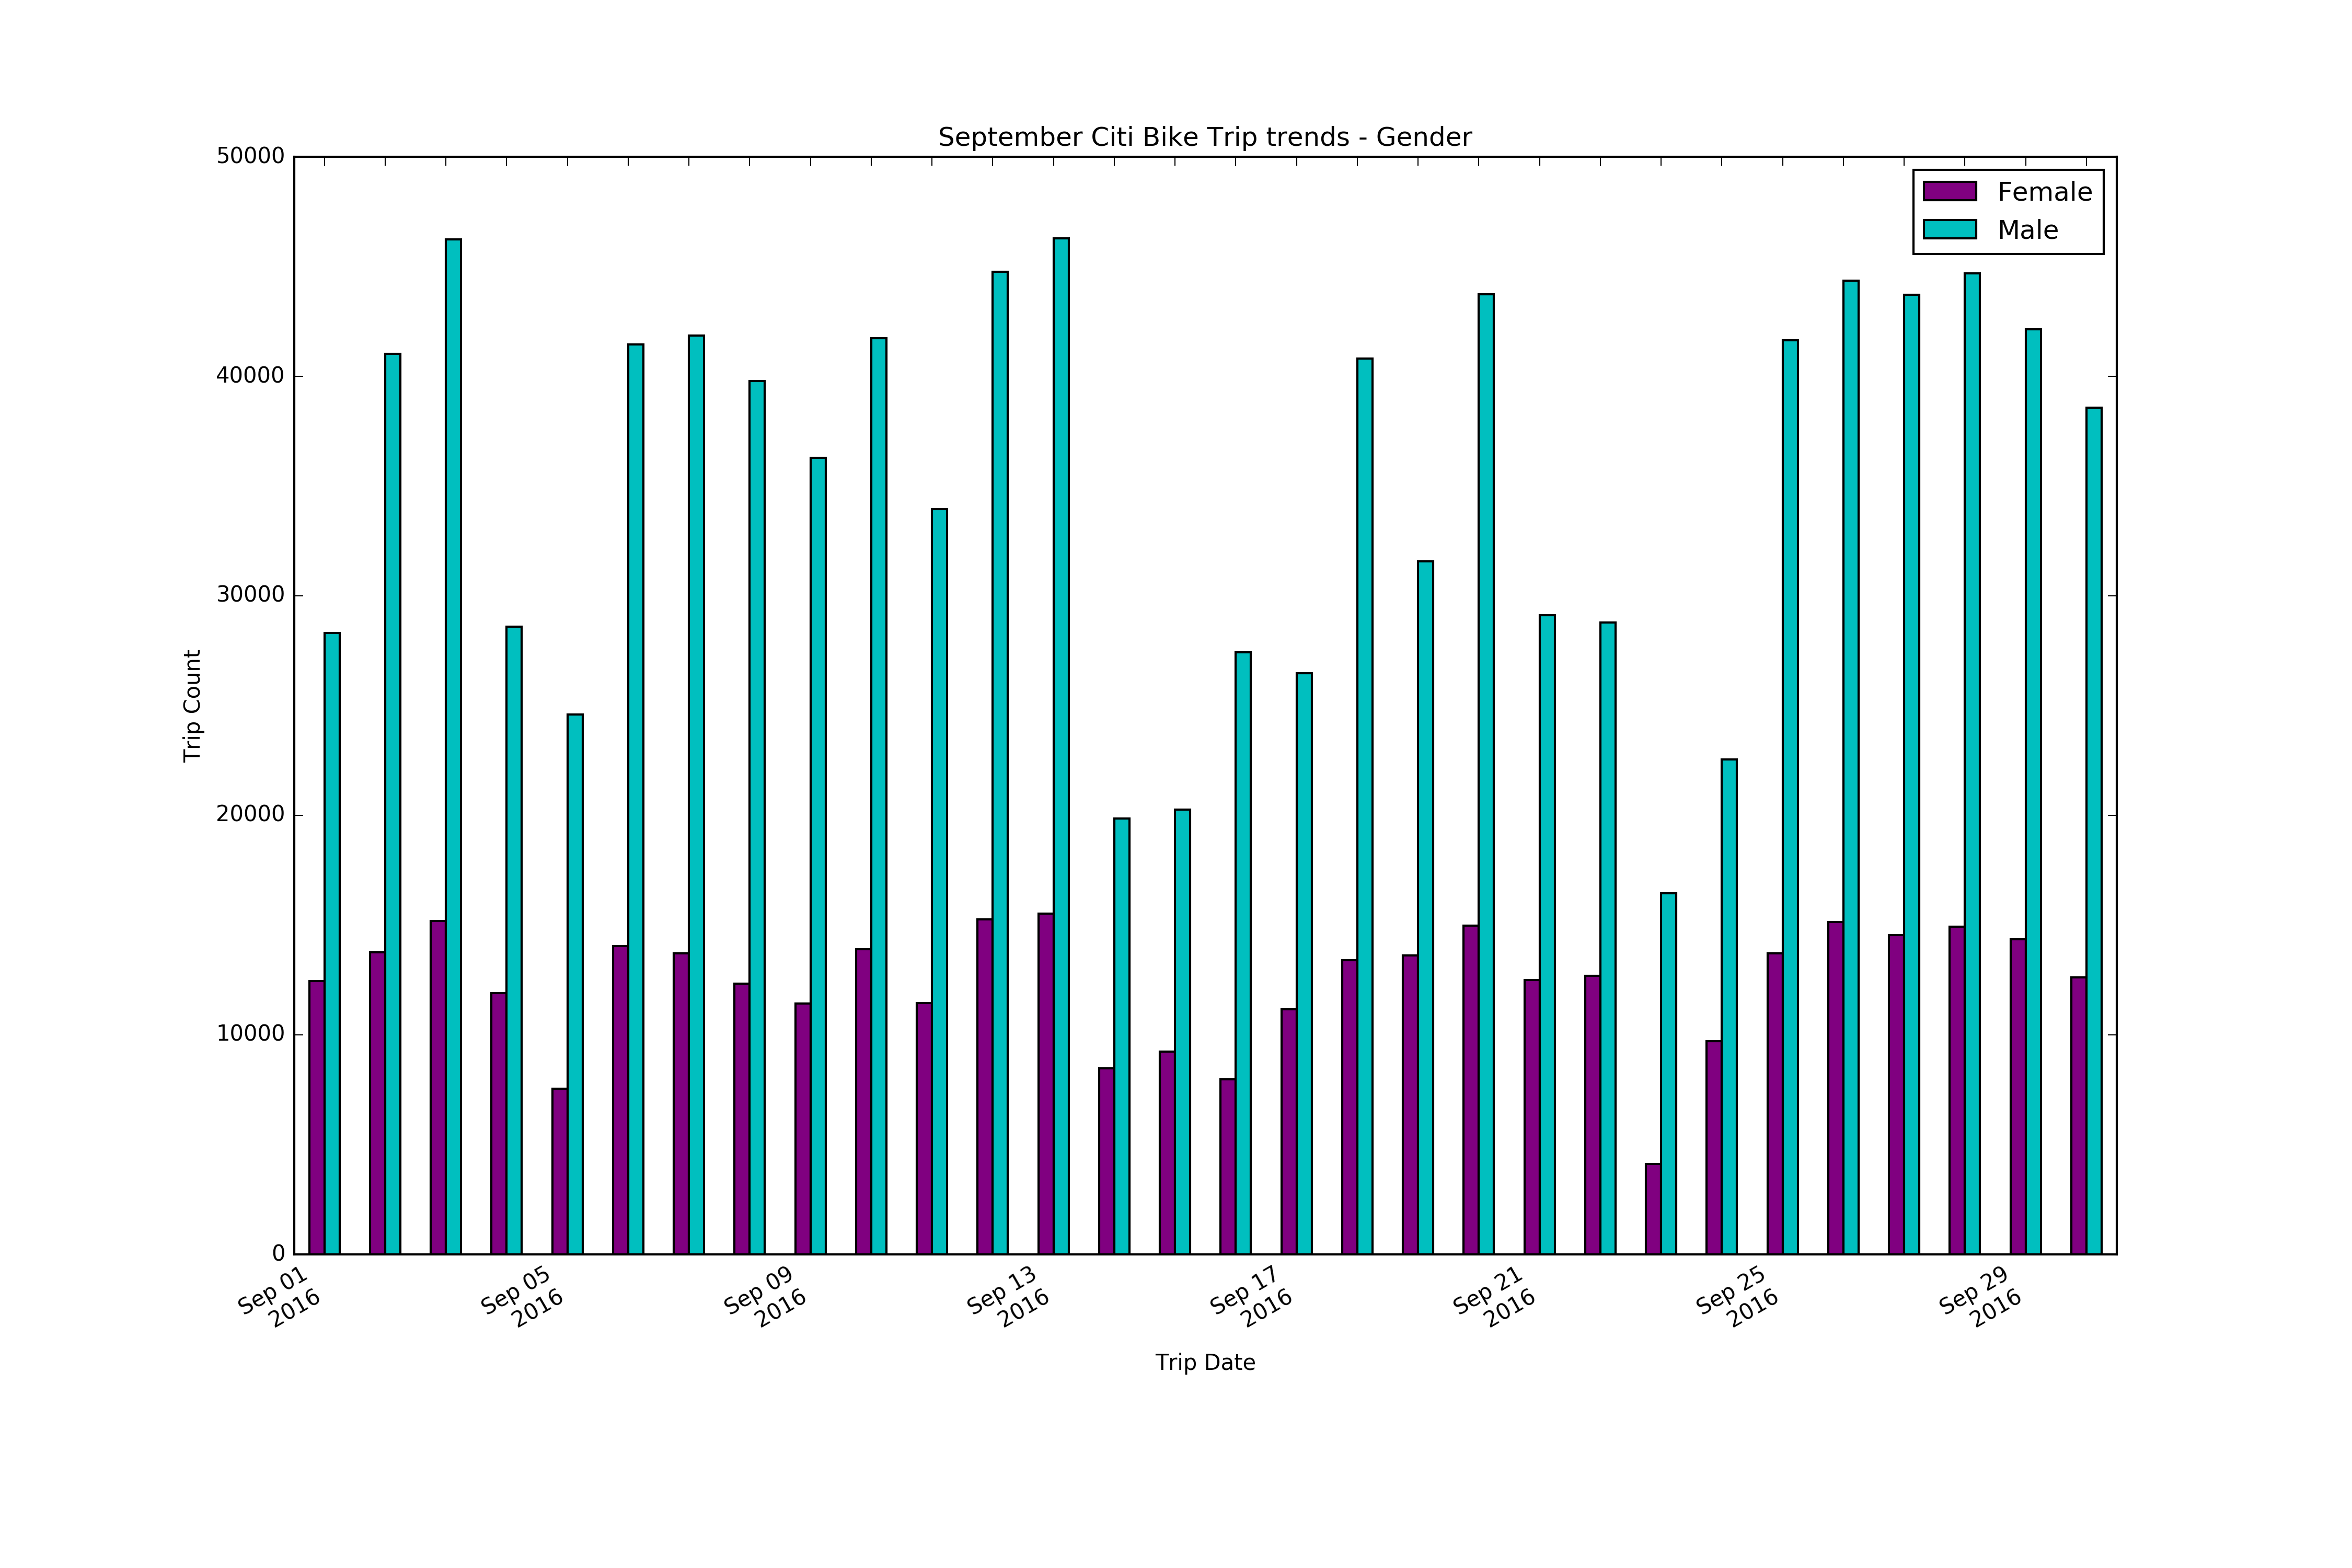 September Citi Bike Trip trends - Gender
50000
40000
30000
20000
10000
0
Trip Count
Female
Male
Sep 01
2016
Sep 05
2016
Sep 09
2016
Sep 13
2016
Sep 17
2016
Sep 21
2016
Sep 25
2016
Sep 29
2016
Trip Date